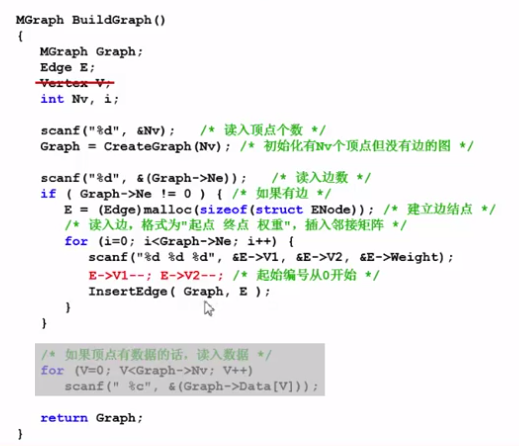 MGraph BuildGraph()
{
MGraph Graph;
Edge E;
Vertex V;
int Nv, i;
scanf("%d", &Nv); /* 读入顶点个数 */
Graph = CreateGraph(Nv); /* 初始化有Nv个顶点但没有边的图 */
scanf("%d", &(Graph->Ne)); /* 读入边数 */
if ( Graph->Ne != 0 ) { /* 如果有边 */
E = (Edge)malloc(sizeof(struct ENode)); /* 建立边结点 */
/* 读入边，格式为"起点 终点 权重"，插入邻接矩阵 */
for (i=0; i<Graph->Ne; i++) {
scanf("%d %d %d", &E->V1, &E->V2, &E->Weight);
E->V1--; E->V2--; /* 起始编号从0开始 */
InsertEdge( Graph, E );
}
}
/* 如果顶点有数据的话，读入数据 */
for (V=0; V<Graph->Nv; V++)
scanf(" %c", &(Graph->Data[V]));
return Graph;
}